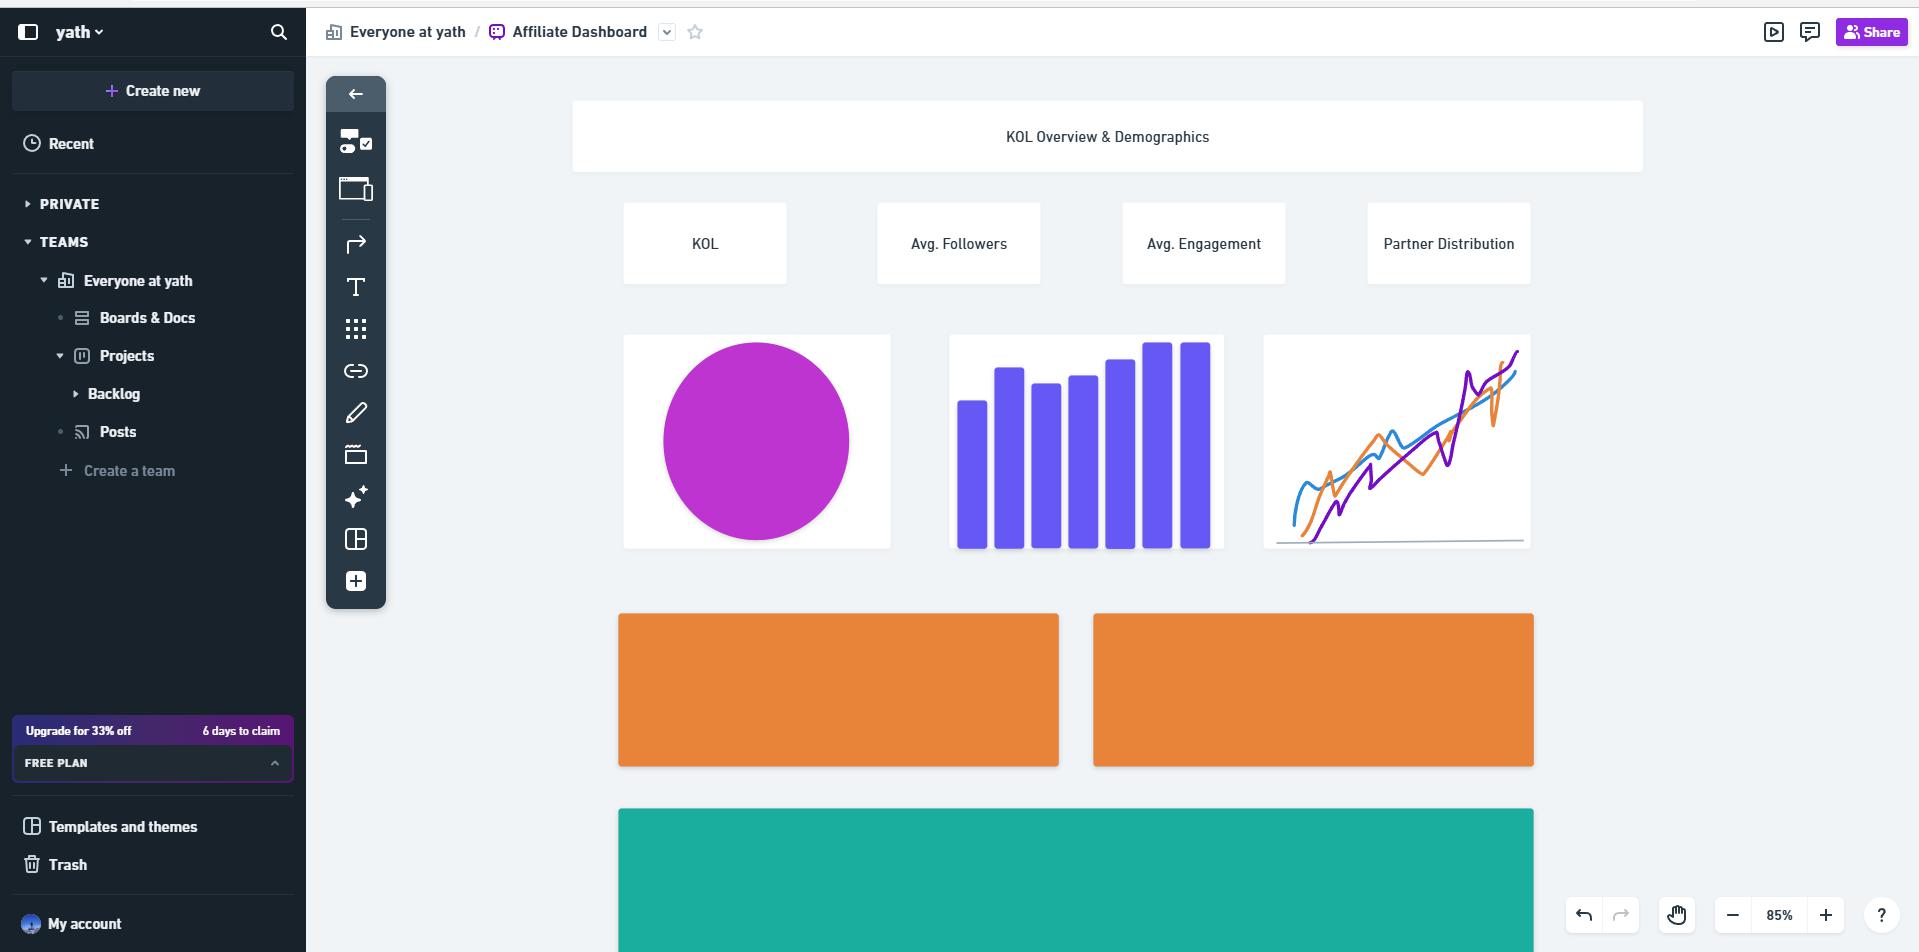 yath
Create new
Recent
PRIVATE
TEAMS
Everyone at yath
Boards & Docs
Projects
Backlog
Posts
Create a team
Upgrade for 33% off 6 days to claim
FREE PLAN
Templates and themes
Trash
My account
Everyone at yath / Affiliate Dashboard
Share
KOL Overview & Demographics
KOL
Avg. Followers
Avg. Engagement
Partner Distribution
85%
?